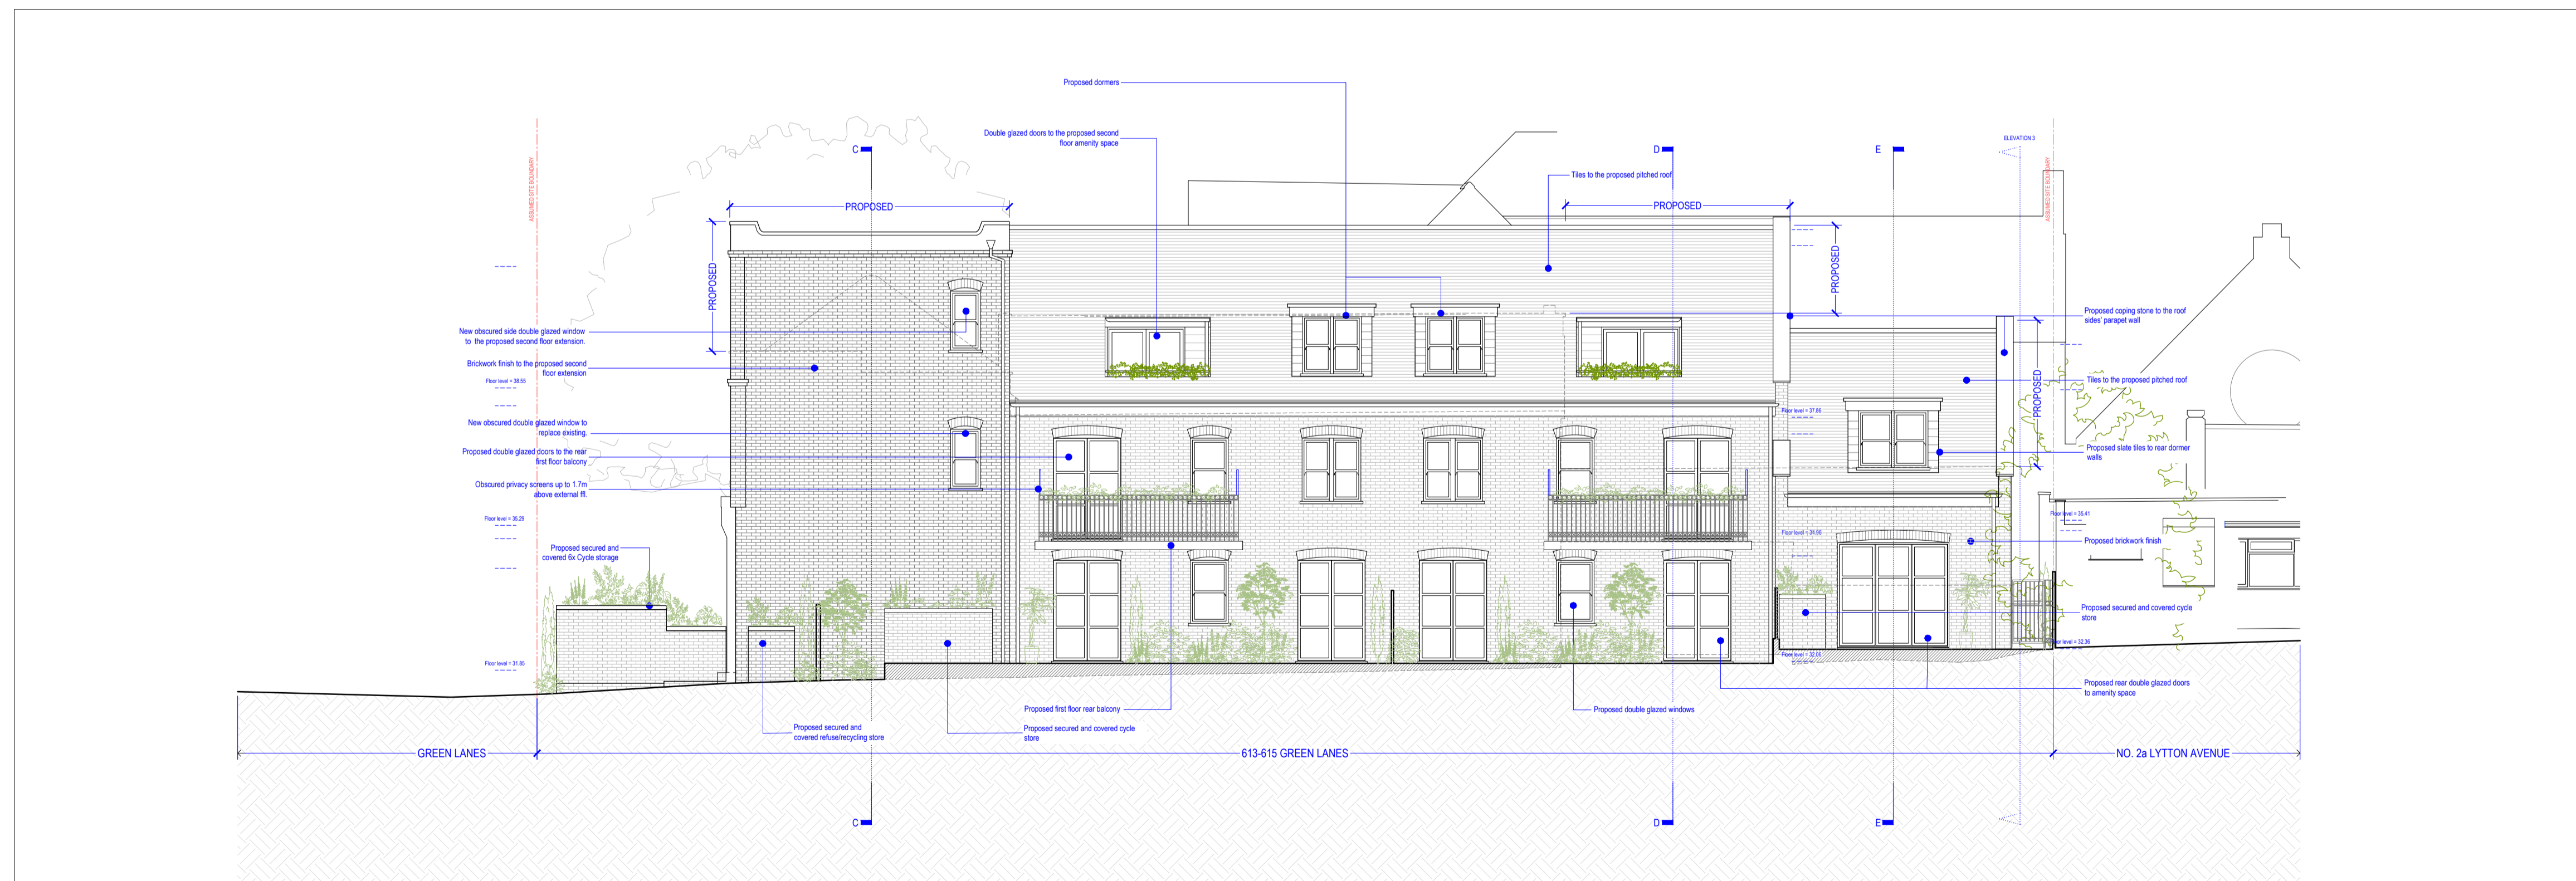 Proposed dormers
Double glazed doors to the proposed second
floor amenity space
C
D
E
ELEVATION 3
ASSUMED SITE BOUNDARY
ASSUMED SITE BOUNDARY
Tiles to the proposed pitched roof
PROPOSED
PROPOSED
PROPOSED
PROPOSED
PROPOSED
New obscured side double glazed window
to the proposed second floor extension.
Brickwork finish to the proposed second
floor extension
Floor level = 38.55
New obscured double glazed window to
replace existing.
Proposed double glazed doors to the rear
first floor balcony
Obscured privacy screens up to 1.7m
above external ffl.
Floor level = 35.29
Proposed secured and
covered 6x Cycle storage
Floor level = 31.85
Proposed coping stone to the roof
sides' parapet wall
Tiles to the proposed pitched roof
Floor level = 37.86
Proposed slate tiles to rear dormer
walls
Floor level = 35.41
Floor level = 34.96
Proposed brickwork finish
Proposed secured and covered cycle
store
Floor level = 32.36
Floor level = 32.06
Proposed rear double glazed doors
to amenity space
Proposed first floor rear balcony
Proposed double glazed windows
Proposed secured and
covered refuse/recycling store
Proposed secured and covered cycle
store
GREEN LANES
613-615 GREEN LANES
NO. 2a LYTTON AVENUE
C
D
E